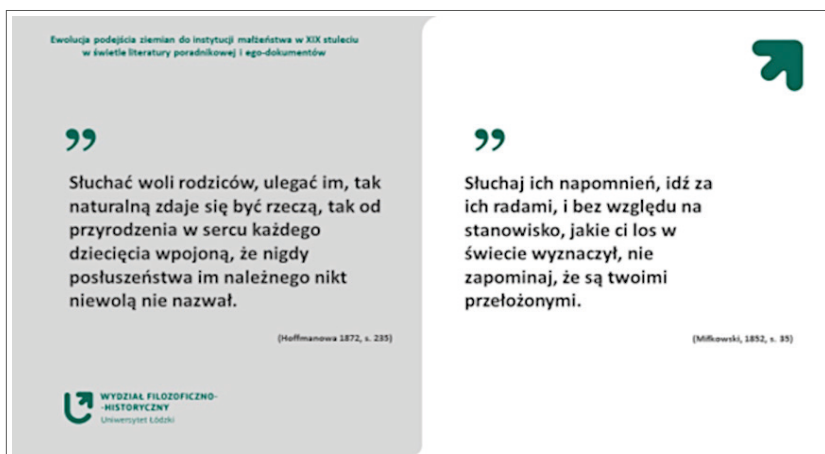 Ewolucja podejścia ziemian do instytucji małżeństwa w XIX stuleciu
w świetle literatury poradnikowej i ego-dokumentów
”
Słuchać woli rodziców, ulegać im, tak
naturalną zdaje się być rzeczą, tak od
przyrodzenia w sercu każdego
dziecięcia wpojoną, że nigdy
posłuszeństwa im należnego nikt
niewolą nie nazwał.
(Hoffmanowa 1872, s. 235)
WYDZIAŁ FILOZOFICZNO-
-HISTORYCZNY
Uniwersytet Łódzki
”
Słuchaj ich napomnień, idź za
ich radami, i bez względu na
stanowisko, jakie ci los w
świecie wyznaczył, nie
zapominaj, że są twoimi
przełożonymi.
(Miłkowski, 1852, s. 35)